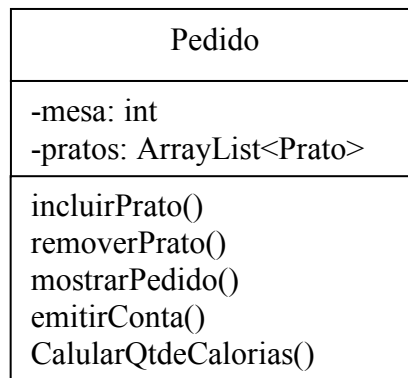 Pedido
-mesa: int
-pratos: ArrayList<Prato>
incluirPrato()
removerPrato()
mostrarPedido()
emitirConta()
CalularQtdeCalorias()